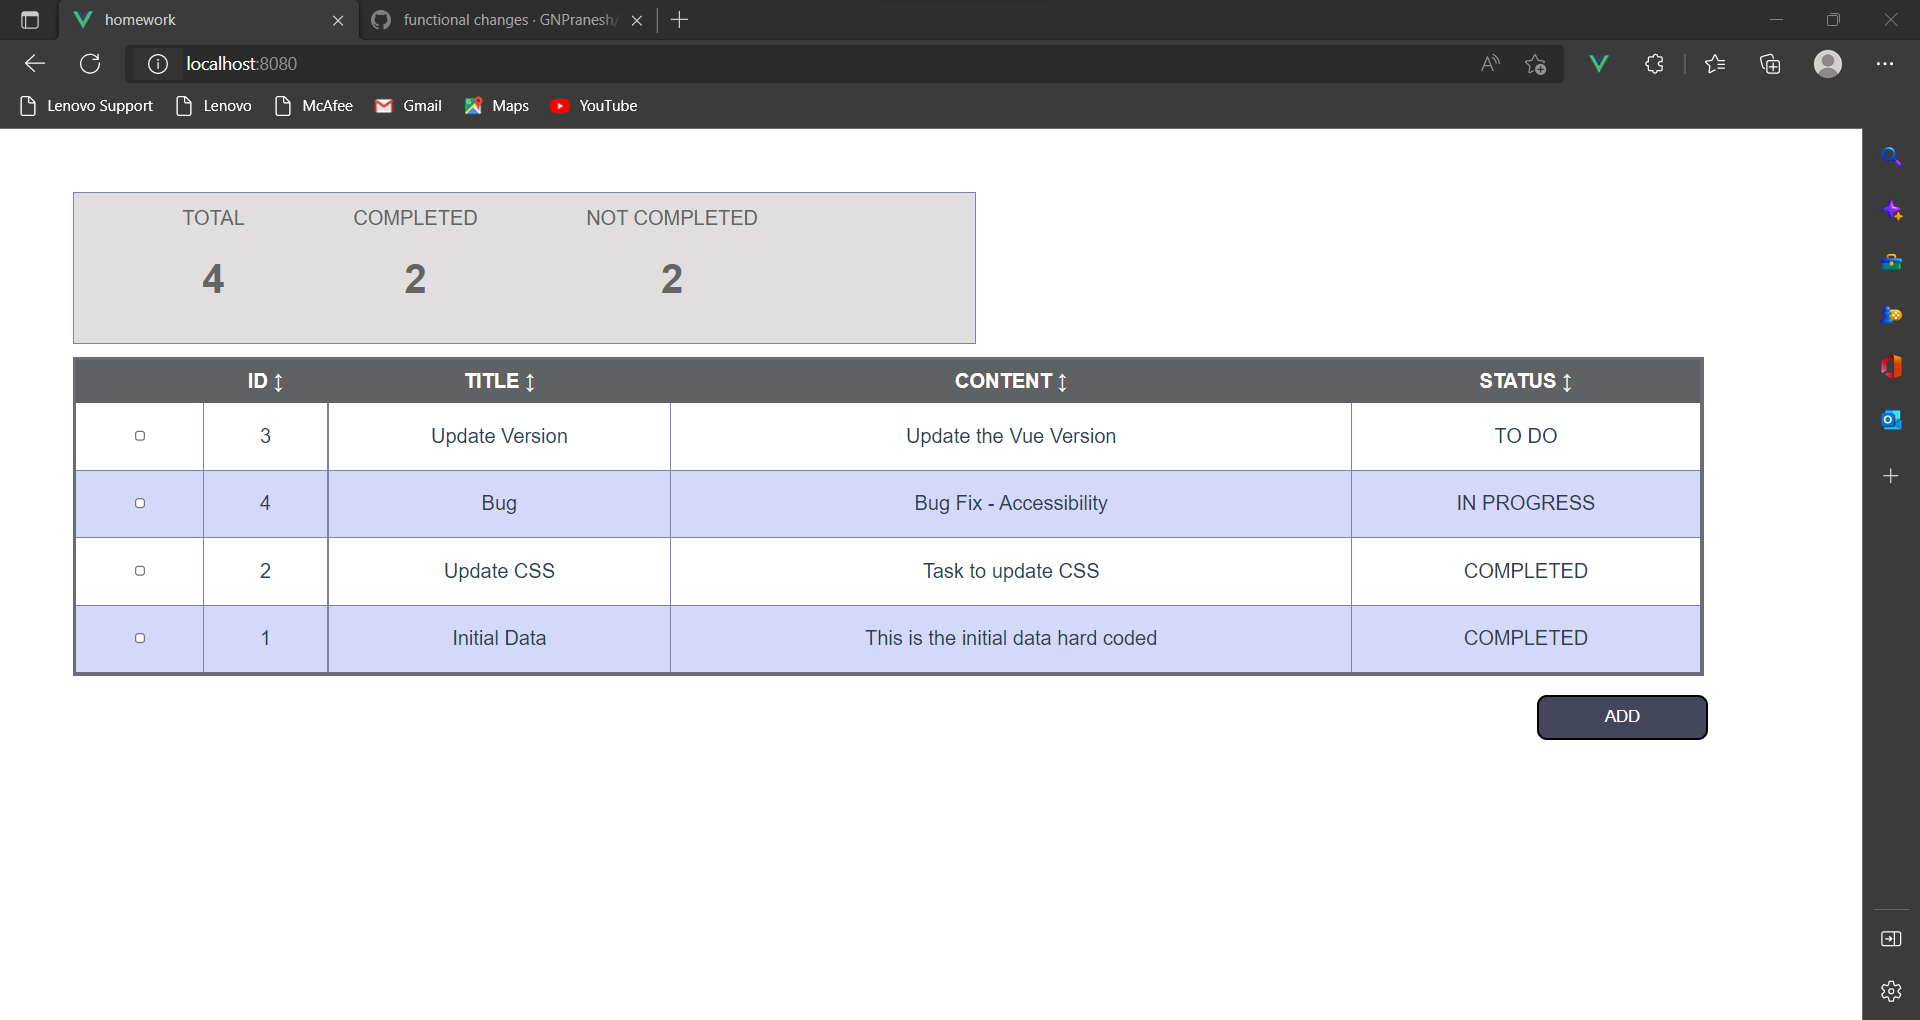 homework
functional changes · GNPranesh/
localhost:8080
Lenovo Support Lenovo McAfee Gmail Maps YouTube
TOTAL COMPLETED NOT COMPLETED
4 2 2
ID↕ TITLE↕ CONTENT↕ STATUS↕
3 Update Version Update the Vue Version TO DO
4 Bug Bug Fix - Accessibility IN PROGRESS
2 Update CSS Task to update CSS COMPLETED
1 Initial Data This is the initial data hard coded COMPLETED
ADD